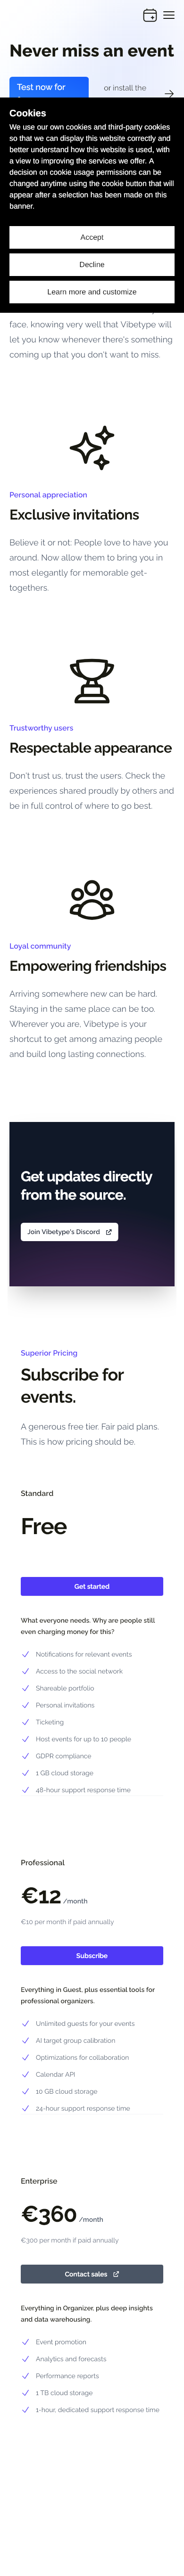 Never miss an event
Test now for
or install the
Cookies
We use our own cookies and third-party cookies
so that we can display this website correctly and
better understand how this website is used, with
a view to improving the services we offer. A
decision on cookie usage permissions can be
changed anytime using the cookie button that will
appear after a selection has been made on this
banner.
Accept
Decline
Learn more and customize
face, knowing very well that Vibetype will
let you know whenever there's something
coming up that you don't want to miss.
Personal appreciation
Exclusive invitations
Believe it or not: People love to have you
around. Now allow them to bring you in
most elegantly for memorable get-
togethers.
Trustworthy users
Respectable appearance
Don't trust us, trust the users. Check the
experiences shared proudly by others and
be in full control of where to go best.
Loyal community
Empowering friendships
Arriving somewhere new can be hard.
Staying in the same place can be too.
Wherever you are, Vibetype is your
shortcut to get among amazing people
and build long lasting connections.
Get updates directly
from the source.
Join Vibetype's Discord
Superior Pricing
Subscribe for
events.
A generous free tier. Fair paid plans.
This is how pricing should be.
Standard
Free
Get started
What everyone needs. Why are people still
even charging money for this?
Notifications for relevant events
Access to the social network
Shareable portfolio
Personal invitations
Ticketing
Host events for up to 10 people
GDPR compliance
1 GB cloud storage
48-hour support response time
Professional
€12 /month
€10 per month if paid annually
Subscribe
Everything in Guest, plus essential tools for
professional organizers.
Unlimited guests for your events
AI target group calibration
Optimizations for collaboration
Calendar API
10 GB cloud storage
24-hour support response time
Enterprise
€360 /month
€300 per month if paid annually
Contact sales
Everything in Organizer, plus deep insights
and data warehousing.
Event promotion
Analytics and forecasts
Performance reports
1 TB cloud storage
1-hour, dedicated support response time